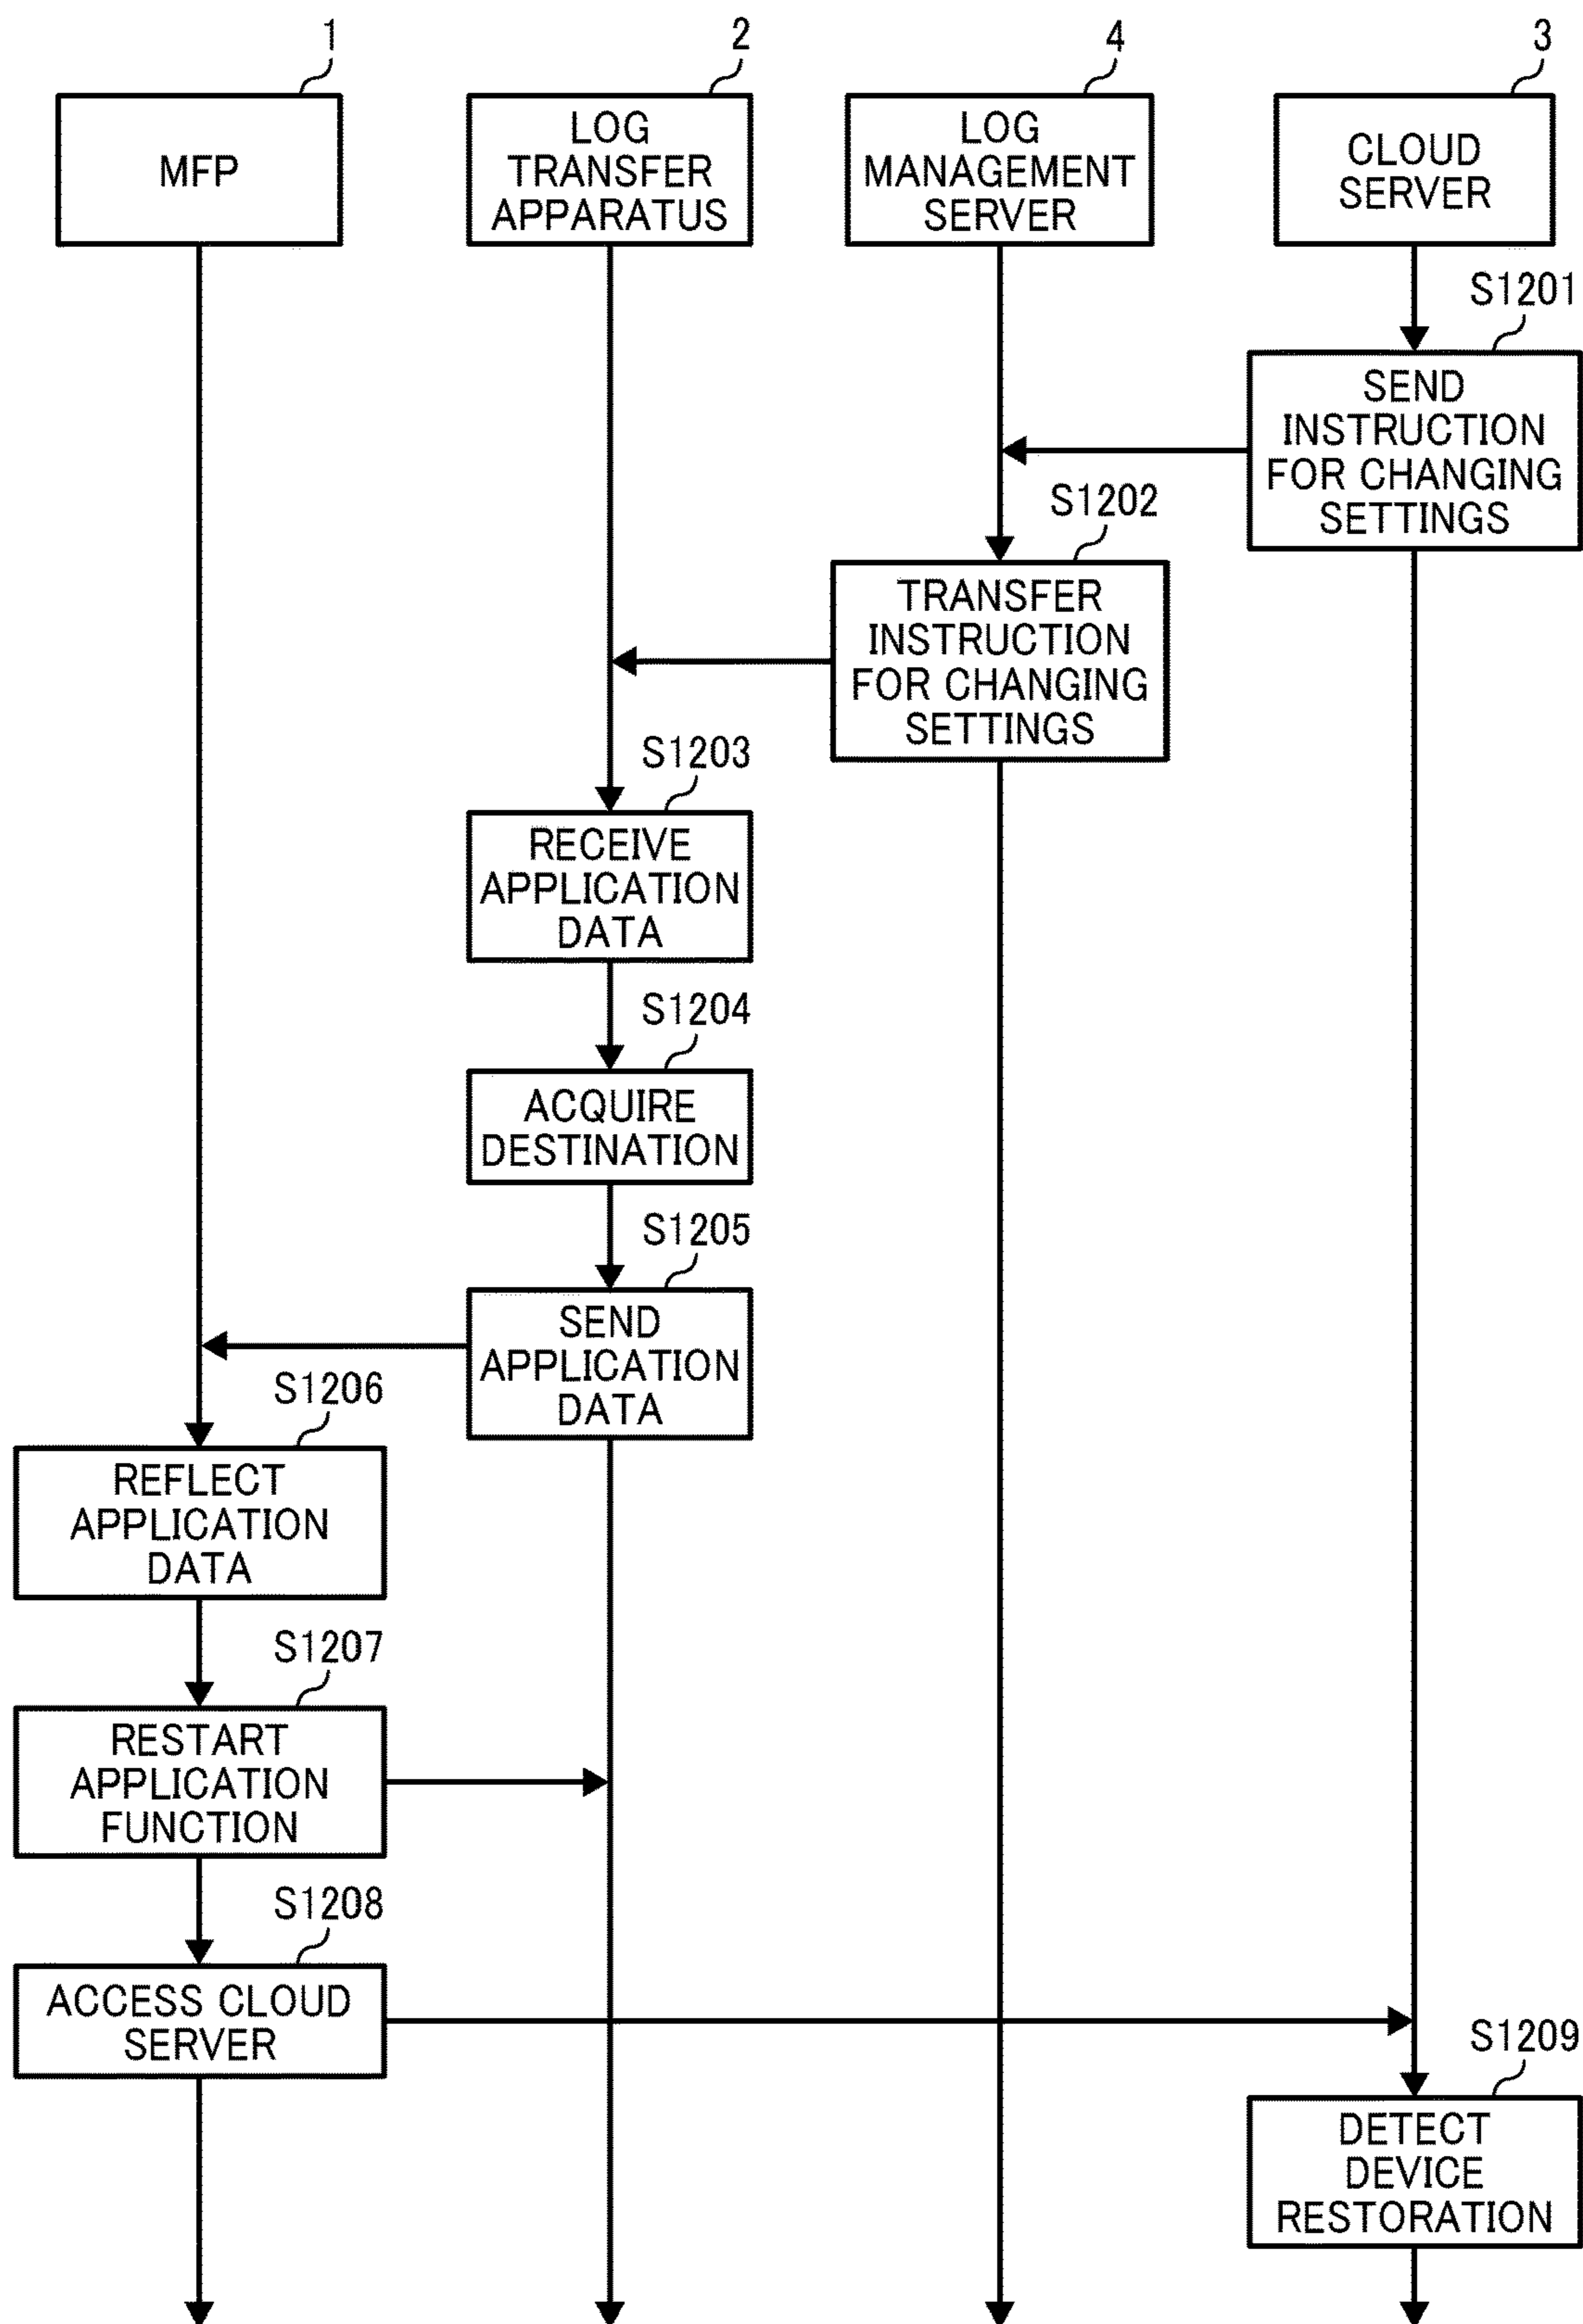 1
2
4
3
MFP
LOG
TRANSFER
APPARATUS
LOG
MANAGEMENT
SERVER
CLOUD
SERVER
S1201
SEND
INSTRUCTION
FOR CHANGING
SETTINGS
S1202
TRANSFER
INSTRUCTION
FOR CHANGING
SETTINGS
S1203
RECEIVE
APPLICATION
DATA
S1204
ACQUIRE
DESTINATION
S1205
SEND
APPLICATION
DATA
S1206
REFLECT
APPLICATION
DATA
S1207
RESTART
APPLICATION
FUNCTION
S1208
ACCESS CLOUD
SERVER
S1209
DETECT
DEVICE
RESTORATION